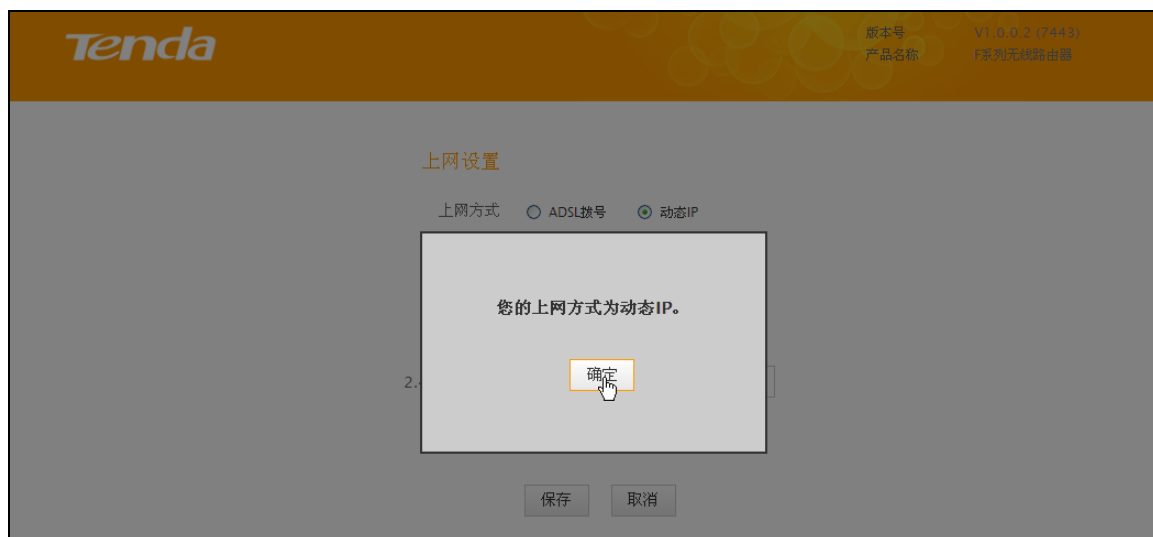 Tenda
版本号 V1.0.0.2 (7443)
产品名称 F系列无线路由器
上网设置
上网方式 ADSL拨号 动态IP
您的上网方式为动态IP。
2.
确定
保存 取消